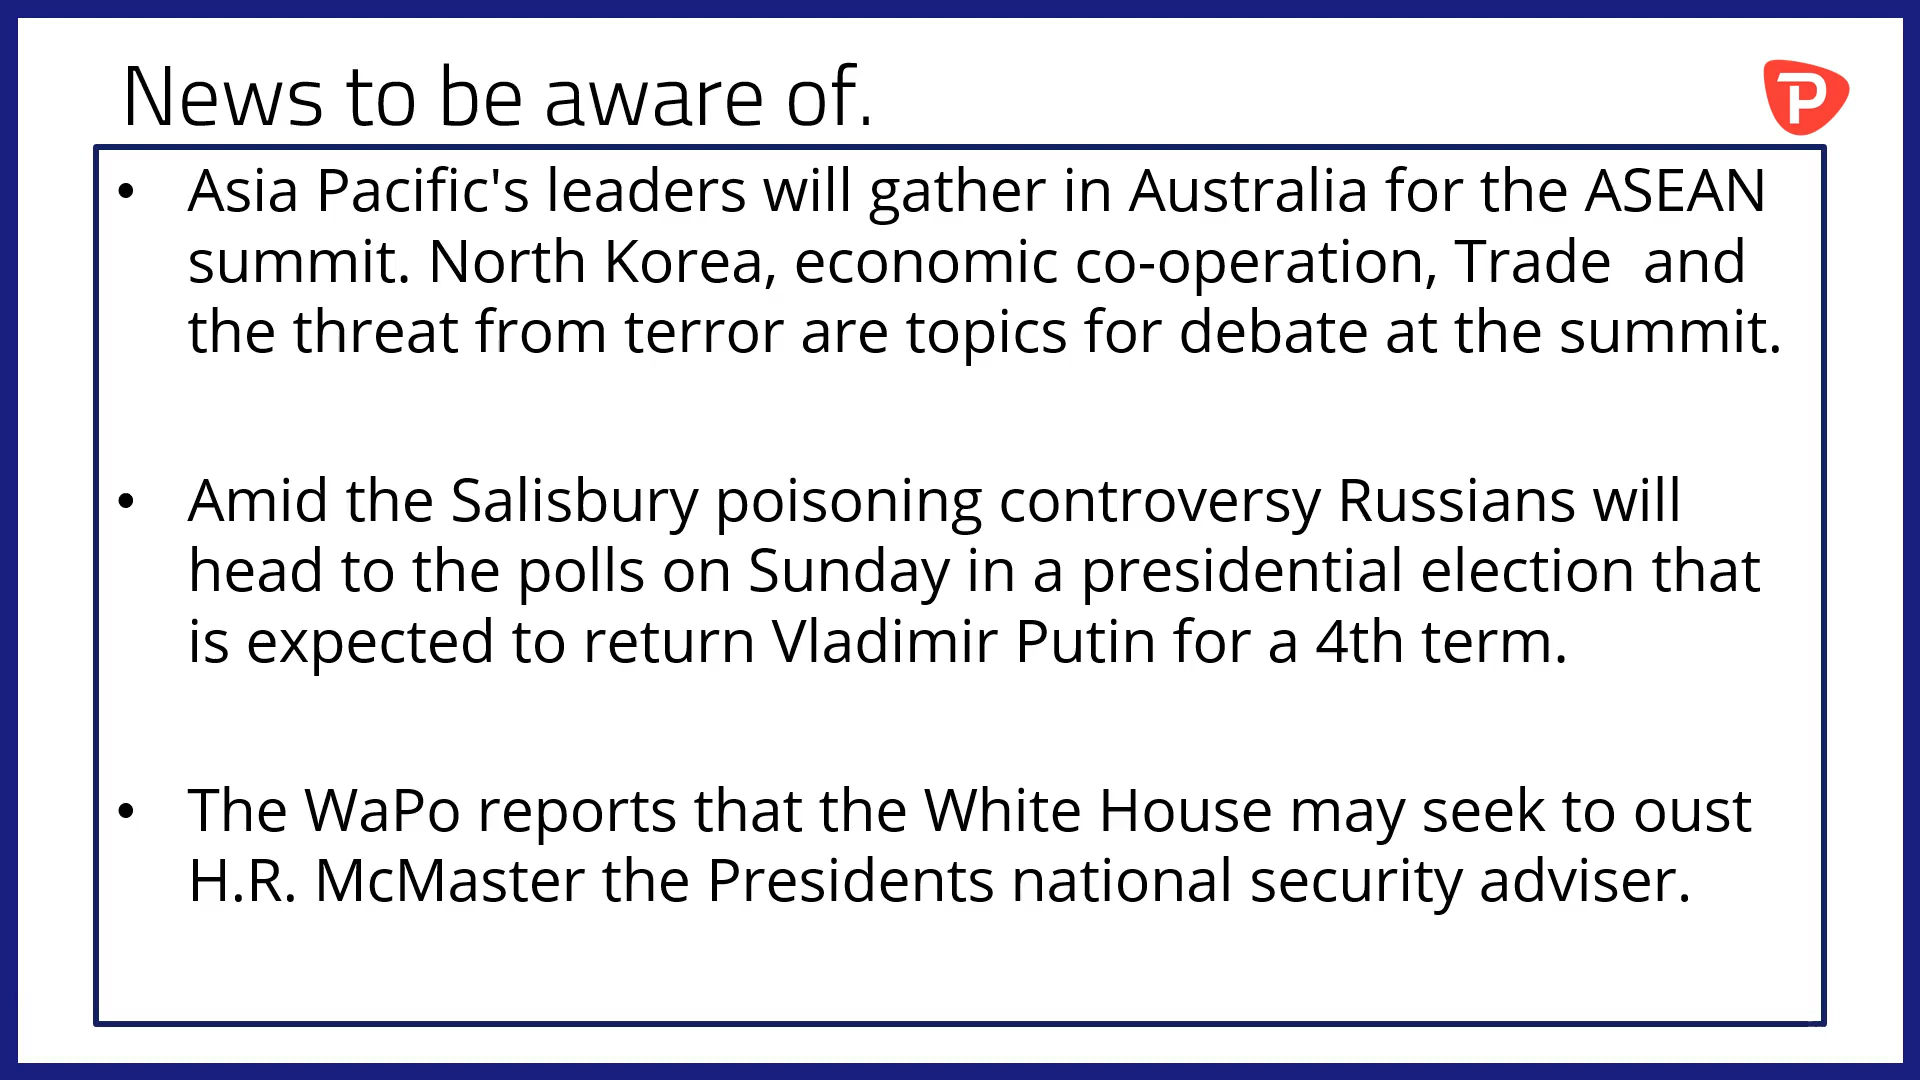 News to be aware of.
P
• Asia Pacific's leaders will gather in Australia for the ASEAN
summit. North Korea, economic co-operation, Trade  and
the threat from terror are topics for debate at the summit.
• Amid the Salisbury poisoning controversy Russians will
head to the polls on Sunday in a presidential election that
is expected to return Vladimir Putin for a 4th term.
• The WaPo reports that the White House may seek to oust
H.R. McMaster the Presidents national security adviser.